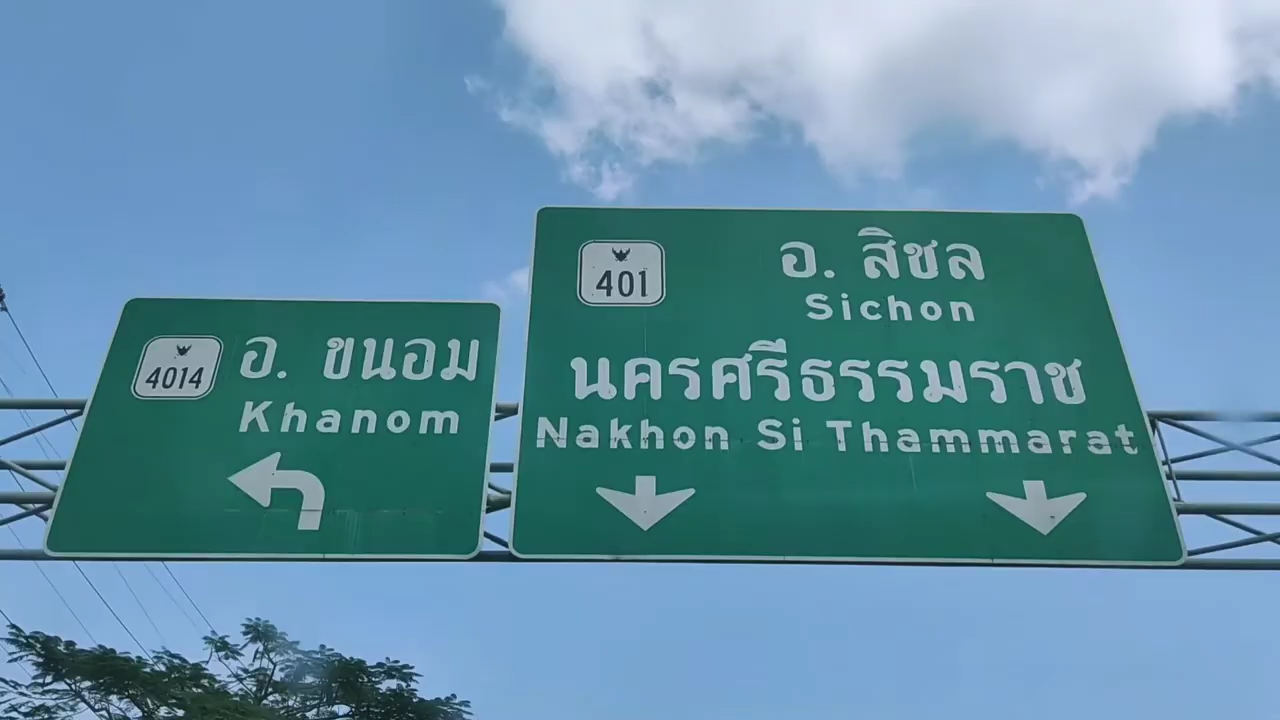 4014
อ. ขนอม
Khanom
401
อ. สิชล
Sichon
นครศรีธรรมราช
Nakhon Si Thammarat